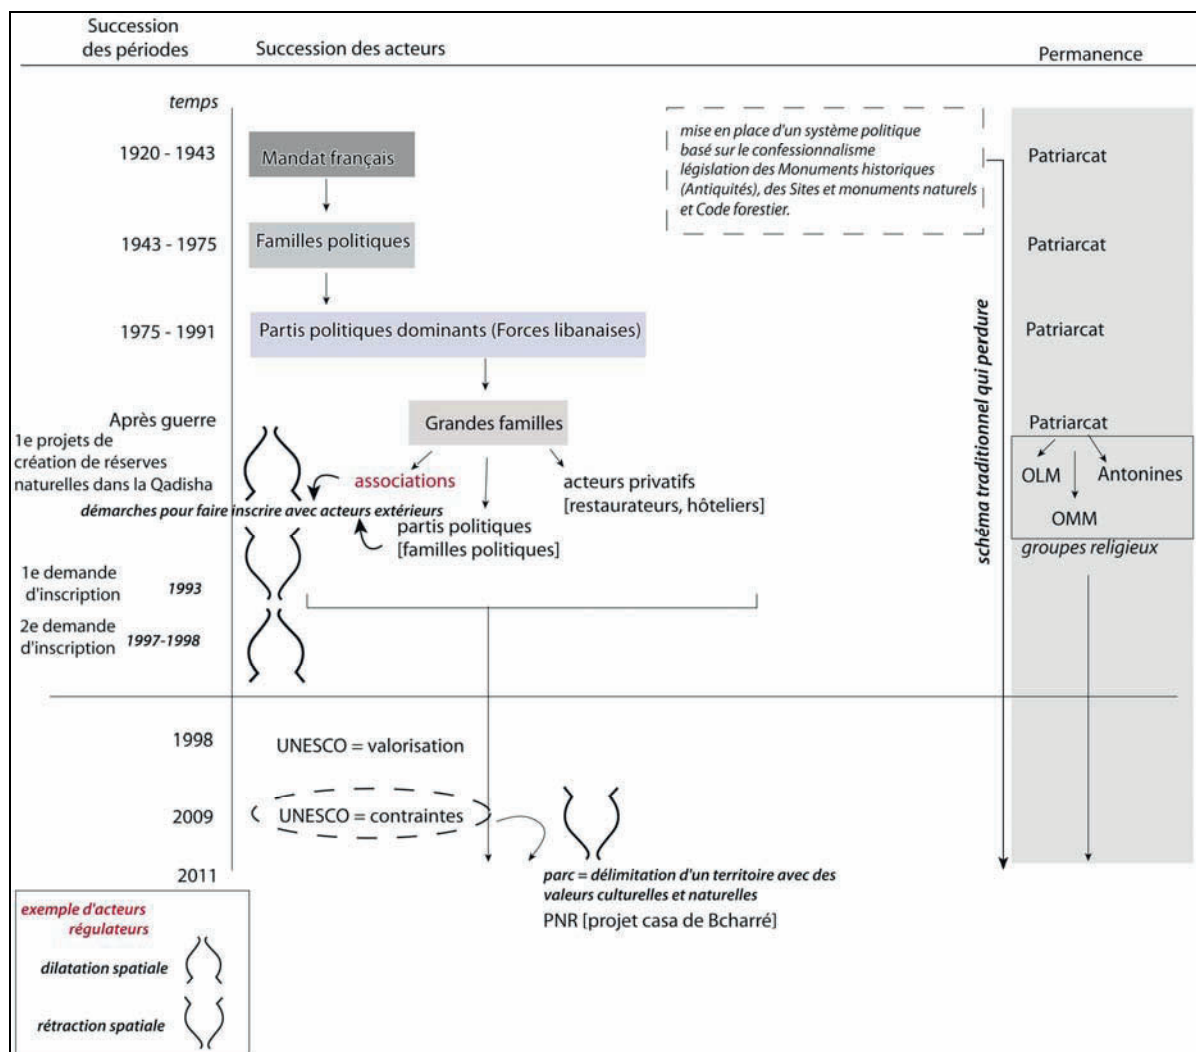 Succession
des périodes
Succession des acteurs
Permanence
temps
1920 - 1943
Mandat français
mise en place d'un système politique
basé sur le confessionnalisme
législation des Monuments historiques
(Antiquités), des Sites et monuments naturels
et Code forestier.
Patriarcat
1943 - 1975
Familles politiques
Patriarcat
1975 - 1991
Partis politiques dominants (Forces libanaises)
Patriarcat
schéma traditionnel qui perdure
Après guerre
Grandes familles
Patriarcat
1e projets de
création de réserves
naturelles dans la Qadisha
associations
acteurs privatifs
[restaurateurs, hôteliers]
OLM
Antonines
démarches pour faire inscrire avec acteurs extérieurs
partis politiques
[familles politiques]
OMM
groupes religieux
1e demande
d'inscription
1993
2e demande
d'inscription
1997-1998
1998
UNESCO = valorisation
2009
UNESCO = contraintes
2011
parc = délimitation d'un territoire avec des
valeurs culturelles et naturelles
PNR [projet casa de Bcharré]
exemple d'acteurs
régulateurs
dilatation spatiale
rétraction spatiale